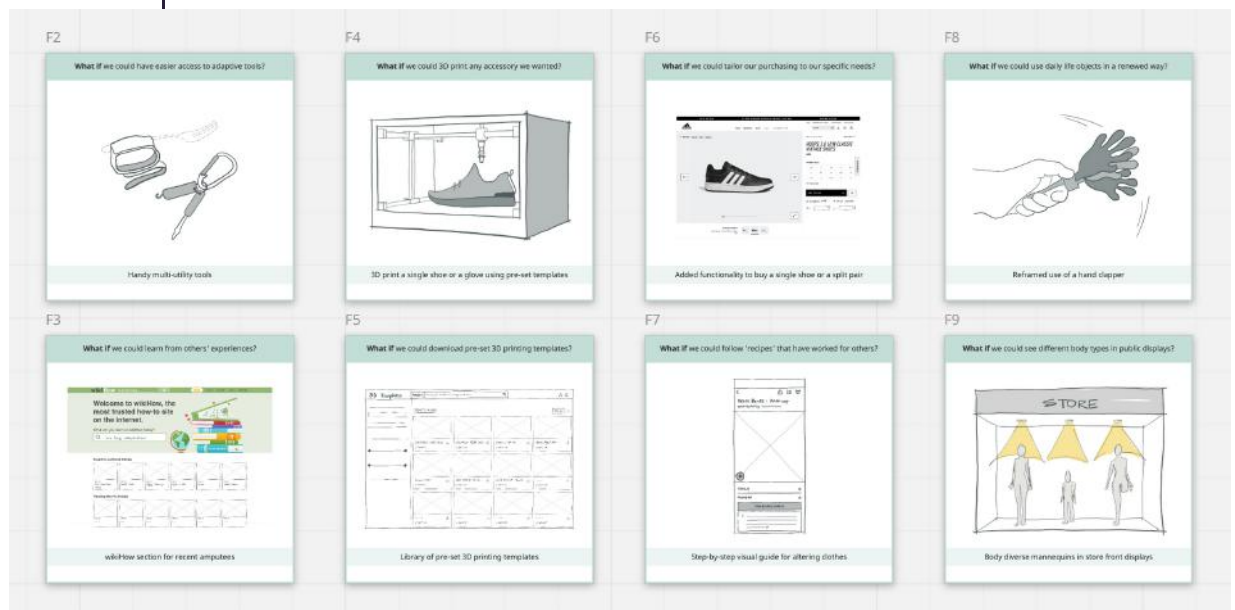 F2
F4
F6
F8
What if we could have easier access to adaptive tools?
What if we could 3D print any accessory we wanted?
What if we could tailor our purchasing to our specific needs?
What if we could use daily life objects in a renewed way?
Handy multi-utility tools
3D print a single shoe or a glove using pre-set templates
Added functionality to buy a single shoe or a split pair
Reframed use of a hand clapper
F3
F5
F7
F9
What if we could learn from others' experiences?
What if we could download pre-set 3D printing templates?
What if we could follow 'recipes' that have worked for others?
What if we could see different body types in public displays?
wikiHow
Welcome to wikiHow, the
most trusted how-to site
on the internet.
STORE
wikiHow section for recent amputees
Library of pre-set 3D printing templates
Step-by-step visual guide for altering clothes
Body diverse mannequins in store front displays